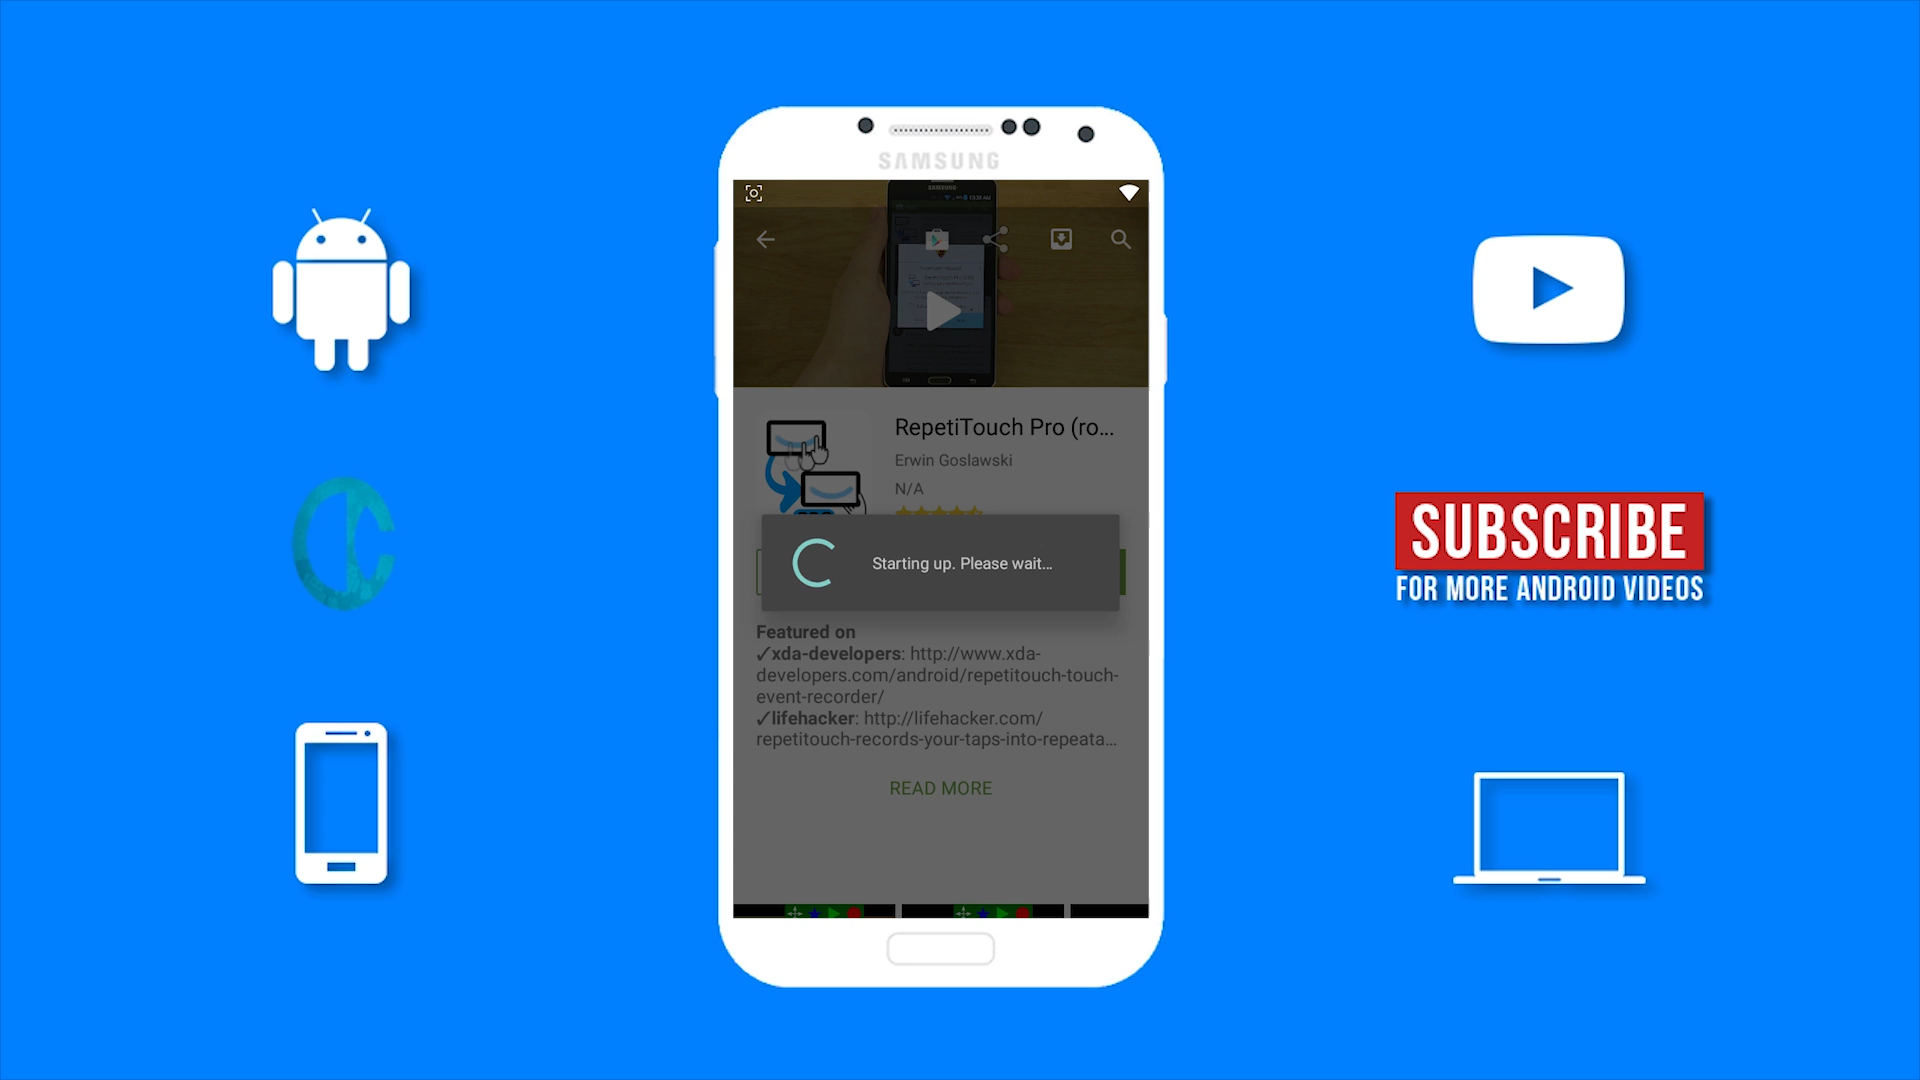 SAMSUNG
SAMSUNG
RepetiTouch Pro (ro...
Erwin Goslawski
N/A
Starting up. Please wait...
Featured on
✓xda-developers: http://www.xda-
developers.com/android/repetitouch-touch-
event-recorder/
✓lifehacker: http://lifehacker.com/
repetitouch-records-your-taps-into-repeata...
READ MORE
SUBSCRIBE
FOR MORE ANDROID VIDEOS